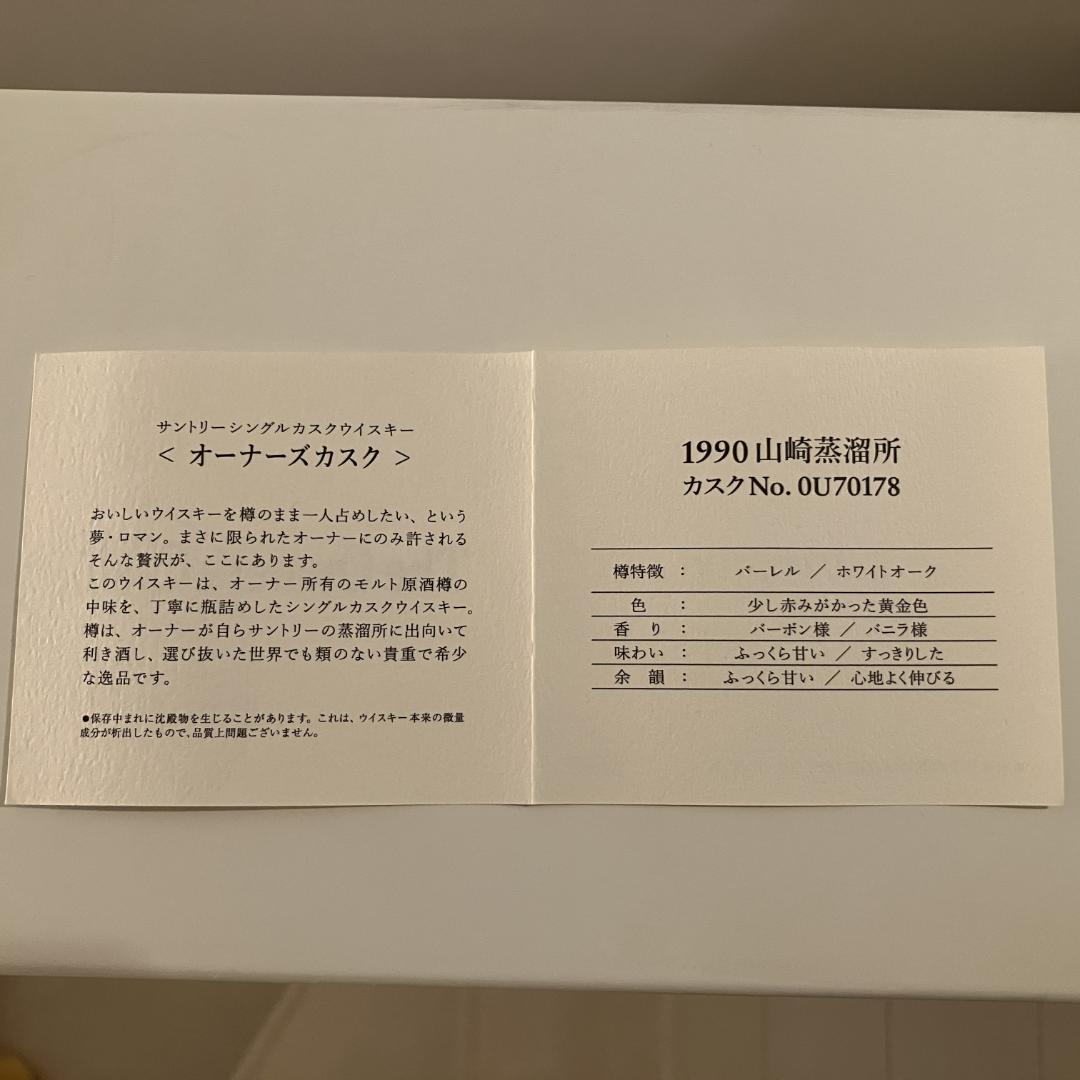 サントリーシングルカスクウイスキー
＜ オーナーズカスク ＞
おいしいウイスキーを樽のまま一人占めしたい、という
夢・ロマン。まさに限られたオーナーにのみ許される
そんな贅沢が、ここにあります。
このウイスキーは、オーナー所有のモルト原酒樽の
中味を、丁寧に瓶詰めしたシングルカスクウイスキー。
樽は、オーナーが自らサントリーの蒸溜所に出向いて
利き酒し、選び抜いた世界でも類のない貴重で希少
な逸品です。
●保存中まれに沈殿物を生じることがあります。これは、ウイスキー本来の微量
成分が析出したもので、品質上問題ございません。
1990 山崎蒸溜所
カスクNo. 0U70178
樽特徴 ： バーレル ／ ホワイトオーク
色 ： 少し赤みがかった黄金色
香り ： バーボン様 ／ バニラ様
味わい ： ふっくら甘い ／ すっきりした
余韻 ： ふっくら甘い ／ 心地よく伸びる